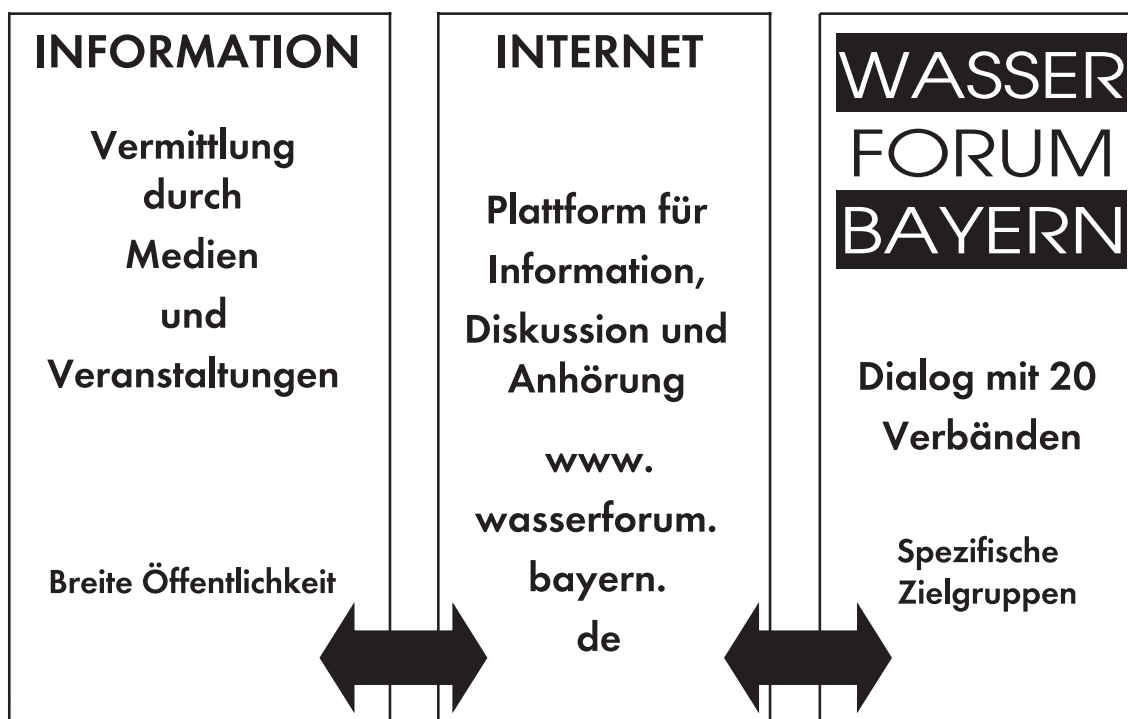 INFORMATION
Vermittlung
durch
Medien
und
Veranstaltungen
Breite Öffentlichkeit
INTERNET
Plattform für
Information,
Diskussion und
Anhörung
www.
wasserforum.
bayern.
de
WASSER
FORUM
BAYERN
Dialog mit 20
Verbänden
Spezifische
Zielgruppen